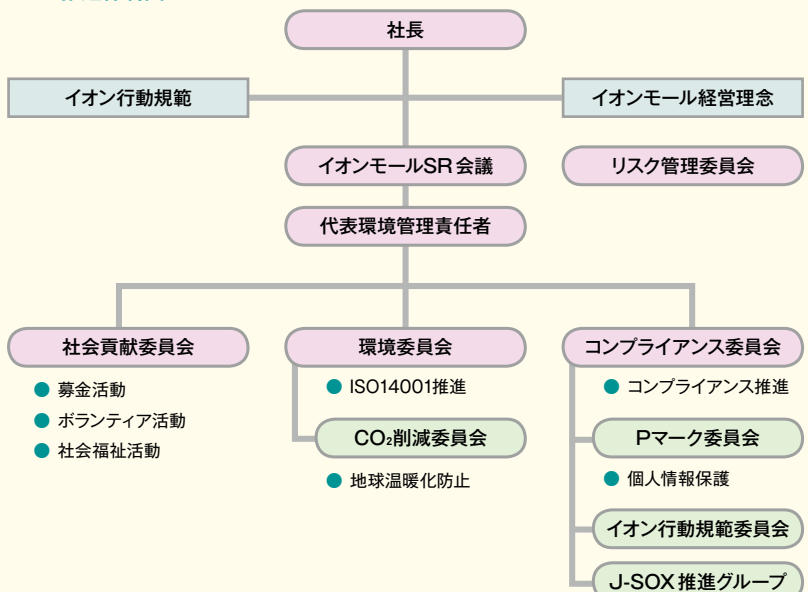 社長
イオン行動規範
イオンモール経営理念
イオンモールSR会議
リスク管理委員会
代表環境管理責任者
社会貢献委員会
● 募金活動
● ボランティア活動
● 社会福祉活動
環境委員会
● ISO14001推進
CO₂削減委員会
● 地球温暖化防止
コンプライアンス委員会
● コンプライアンス推進
Pマーク委員会
● 個人情報保護
イオン行動規範委員会
J-SOX推進グループ